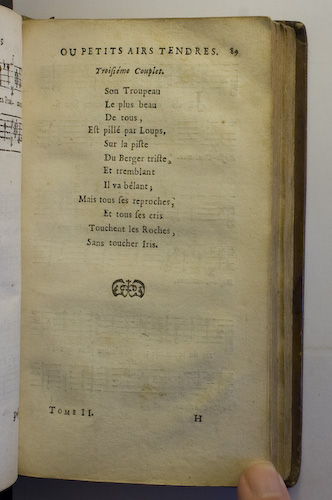 OU PETITS AIRS TENDRES. 89
Troisiéme Couplet.
Son Troupeau
Le plus beau
De tous,
Est pillé par Loups,
Sur la piste
Du Berger triste,
Et tremblant
Il va bêlant;
Mais tous ses reproches,
Et tous ses cris
Touchent les Roches,
Sans toucher Iris.
TOME II. H